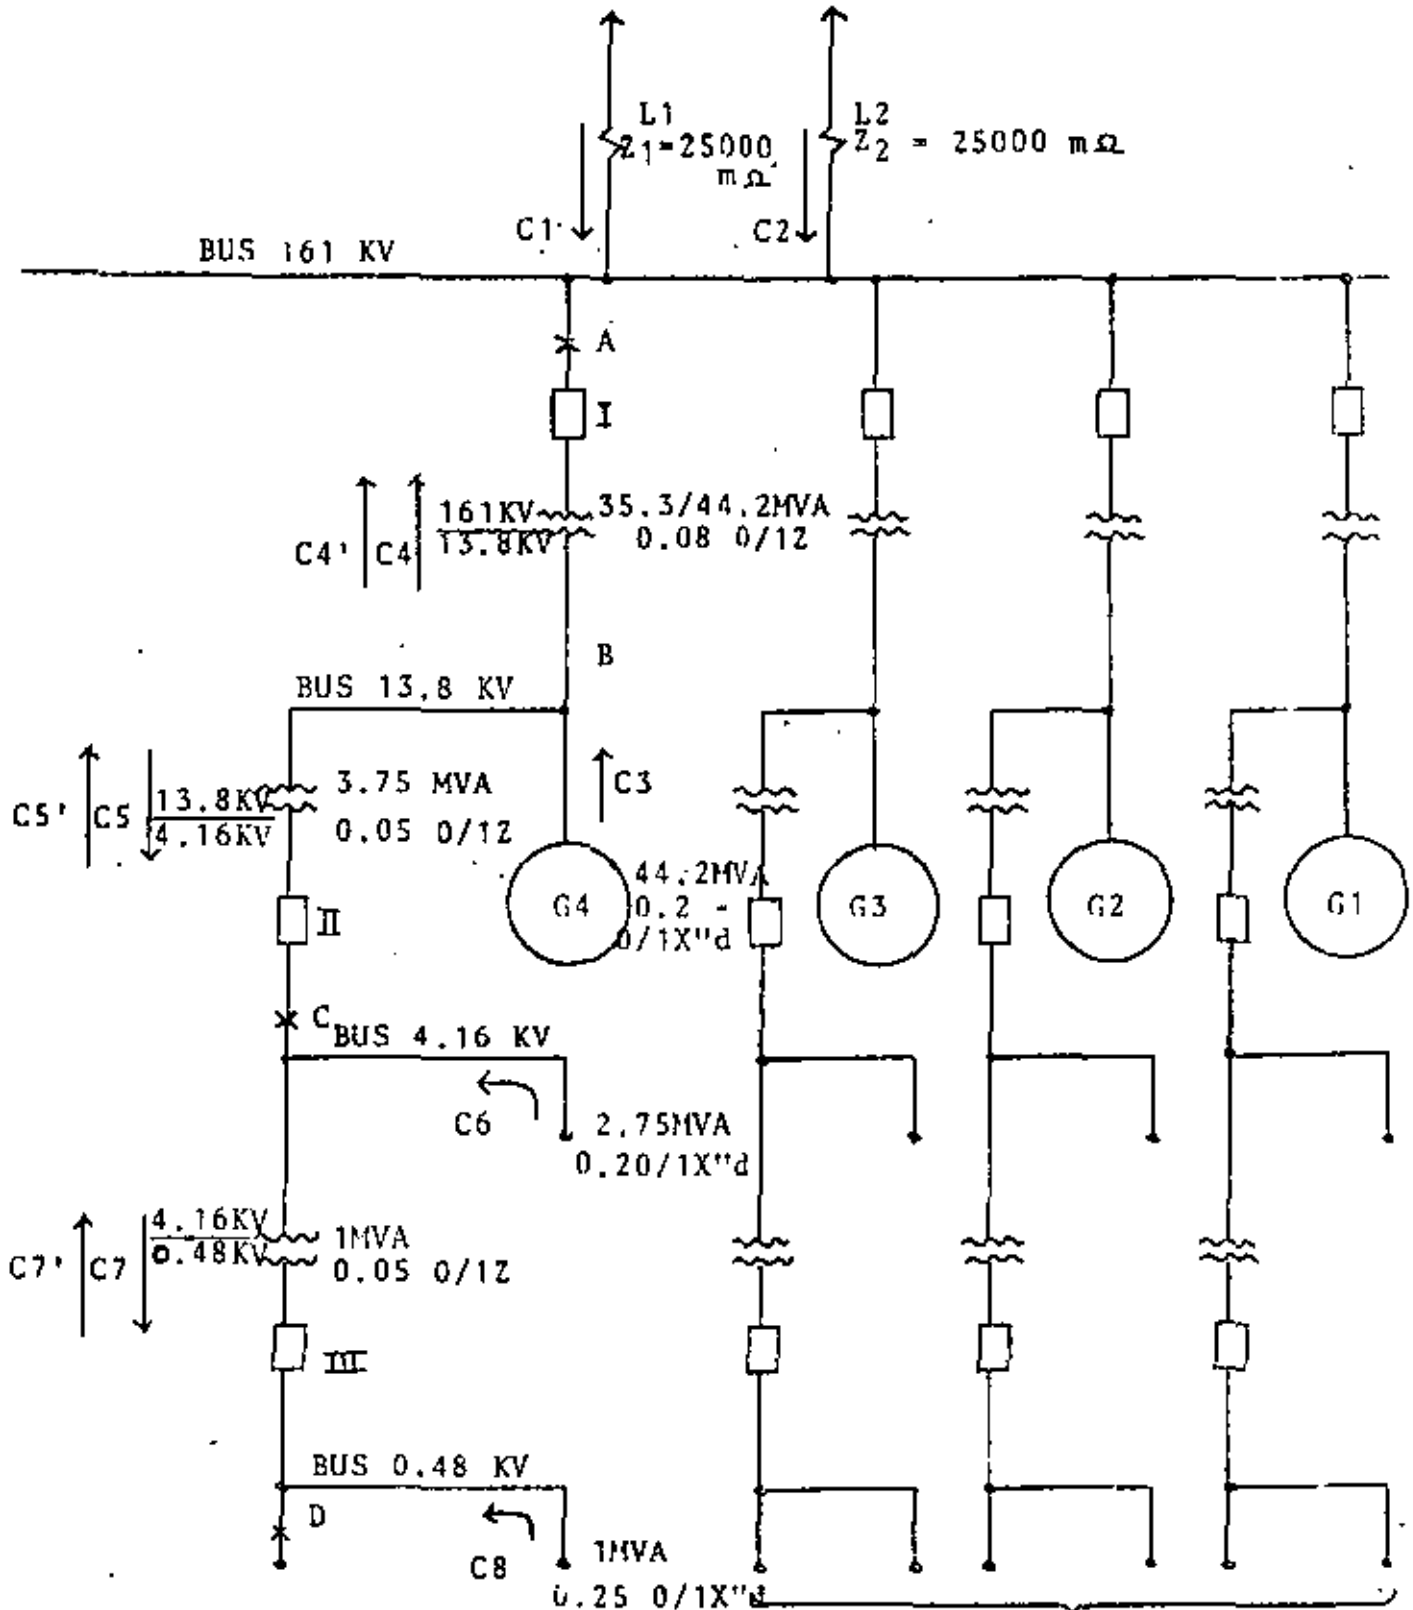 L1
Z1=25000
mΩ
L2
Z2 = 25000 mΩ
C1
C2
BUS 161 KV
A
I
C4' C4
161KV
13.8KV
35.3/44.2MVA
0.08 0/1Z
B
BUS 13.8 KV
C5' C5
13.8KV
4.16KV
3.75 MVA
0.05 0/1Z
C3
II
G4
44.2MVA
0.2 -
0/1X"d
G3
G2
G1
C
BUS 4.16 KV
C6
2.75MVA
0.20/1X"d
C7' C7
4.16KV
0.48KV
1MVA
0.05 0/1Z
III
BUS 0.48 KV
D
C8
1MVA
0.25 0/1X"d